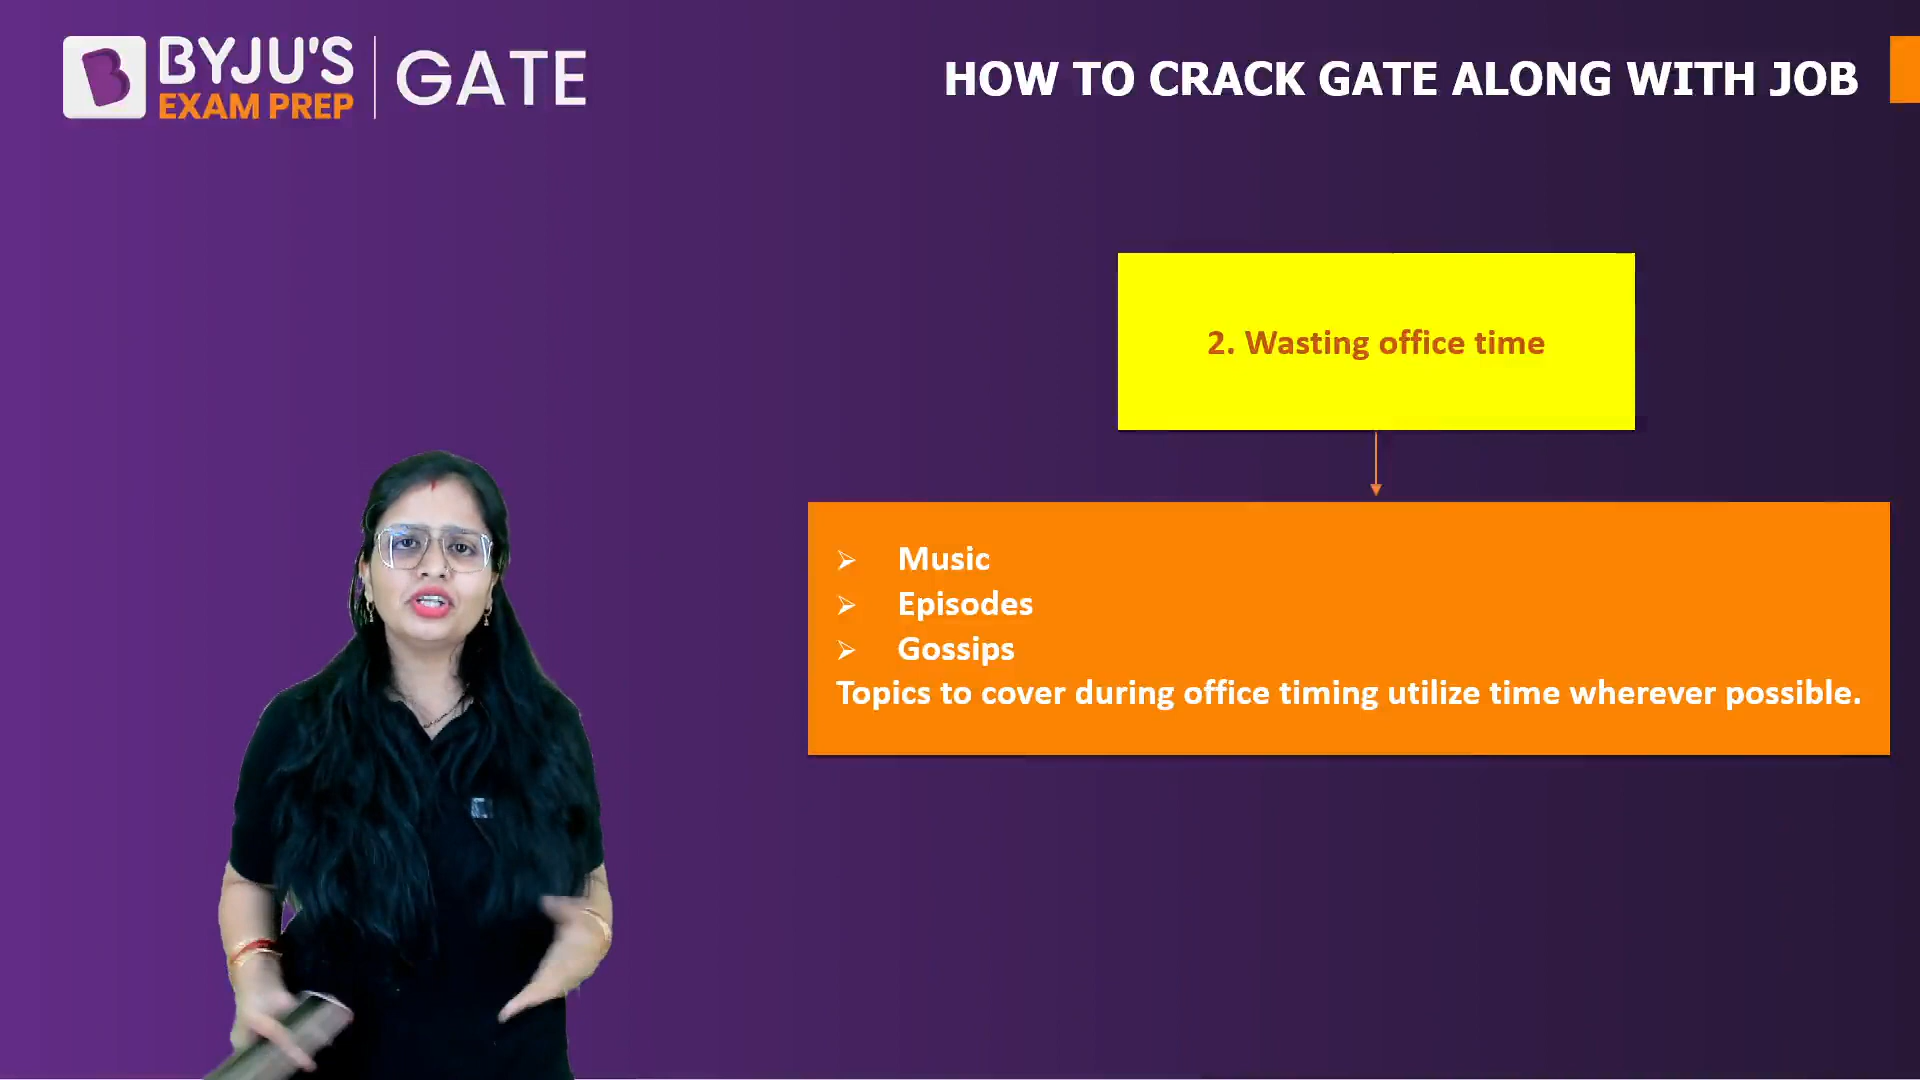 BYJU'S
EXAM PREP
GATE
HOW TO CRACK GATE ALONG WITH JOB
2. Wasting office time
Music
Episodes
Gossips
Topics to cover during office timing utilize time wherever possible.